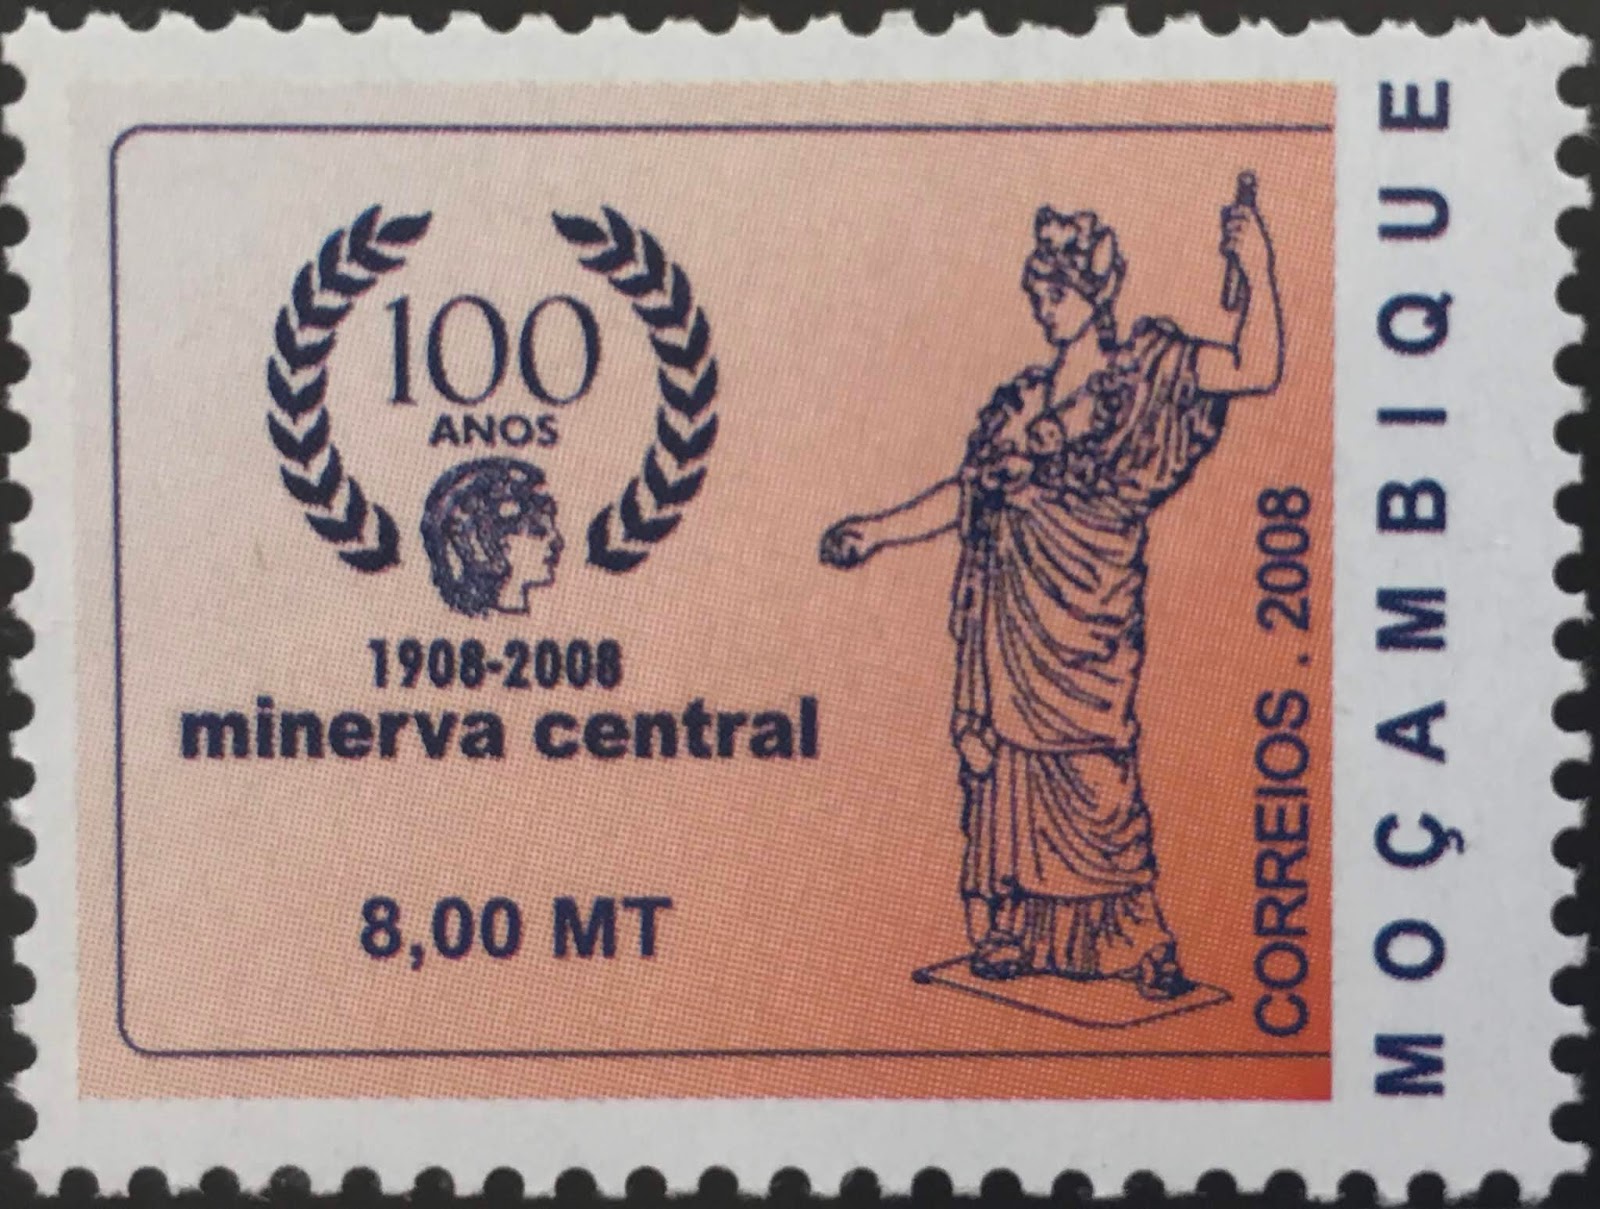 100
ANOS
1908-2008
minerva central
8,00 MT
CORREIOS . 2008
MOÇAMBIQUE